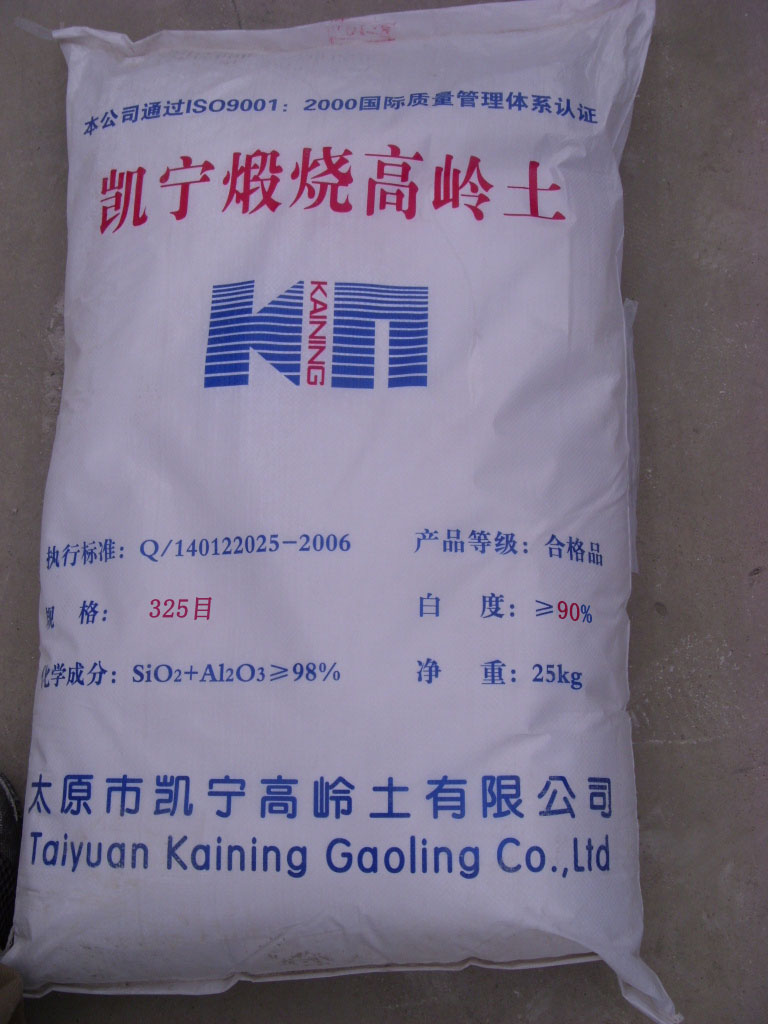 本公司通过ISO9001：2000国际质量管理体系认证
凯宁煅烧高岭土
KAINING
执行标准：Q/140122025-2006 产品等级：合格品
规 格： 325目 白 度：≥90%
化学成分：SiO₂+Al₂O₃≥98% 净 重：25kg
太原市凯宁高岭土有限公司
Taiyuan Kaining Gaoling Co.,Ltd